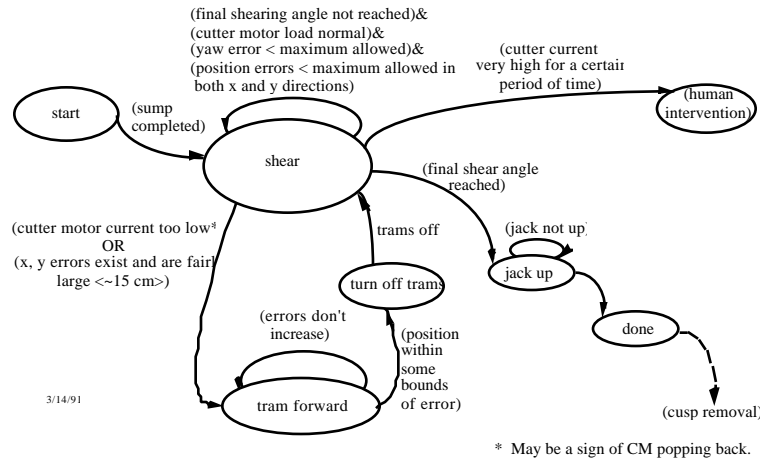 (final shearing angle not reached)&
(cutter motor load normal)&
(yaw error < maximum allowed)&
(position errors < maximum allowed in
both x and y directions)
(cutter current
very high for a certain
period of time)
start
(sump
completed)
(human
intervention)
shear
(final shear angle
reached)
(cutter motor current too low*
OR
(x, y errors exist and are fairl
large <~15 cm>)
trams off
(jack not up)
jack up
turn off trams
(errors don't
increase)
(position
within
some
bounds
of error)
done
3/14/91
tram forward
(cusp removal)
* May be a sign of CM popping back.